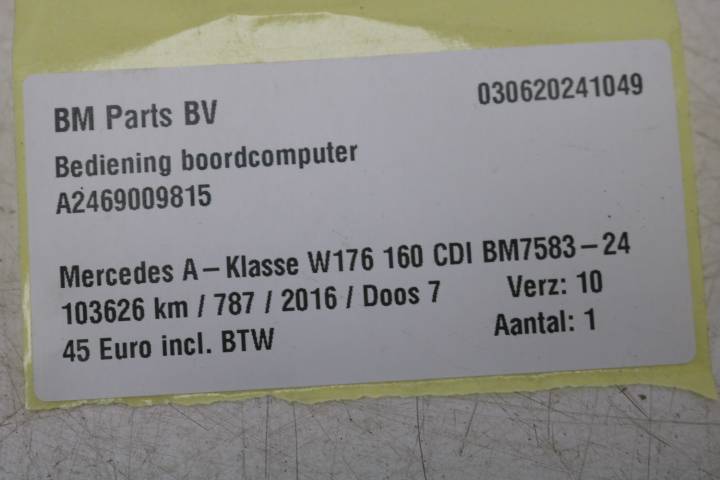 BM Parts BV 030620241049
Bediening boordcomputer
A2469009815
Mercedes A-Klasse W176 160 CDI BM7583-24
103626 km / 787 / 2016 / Doos 7 Verz: 10
45 Euro incl. BTW Aantal: 1